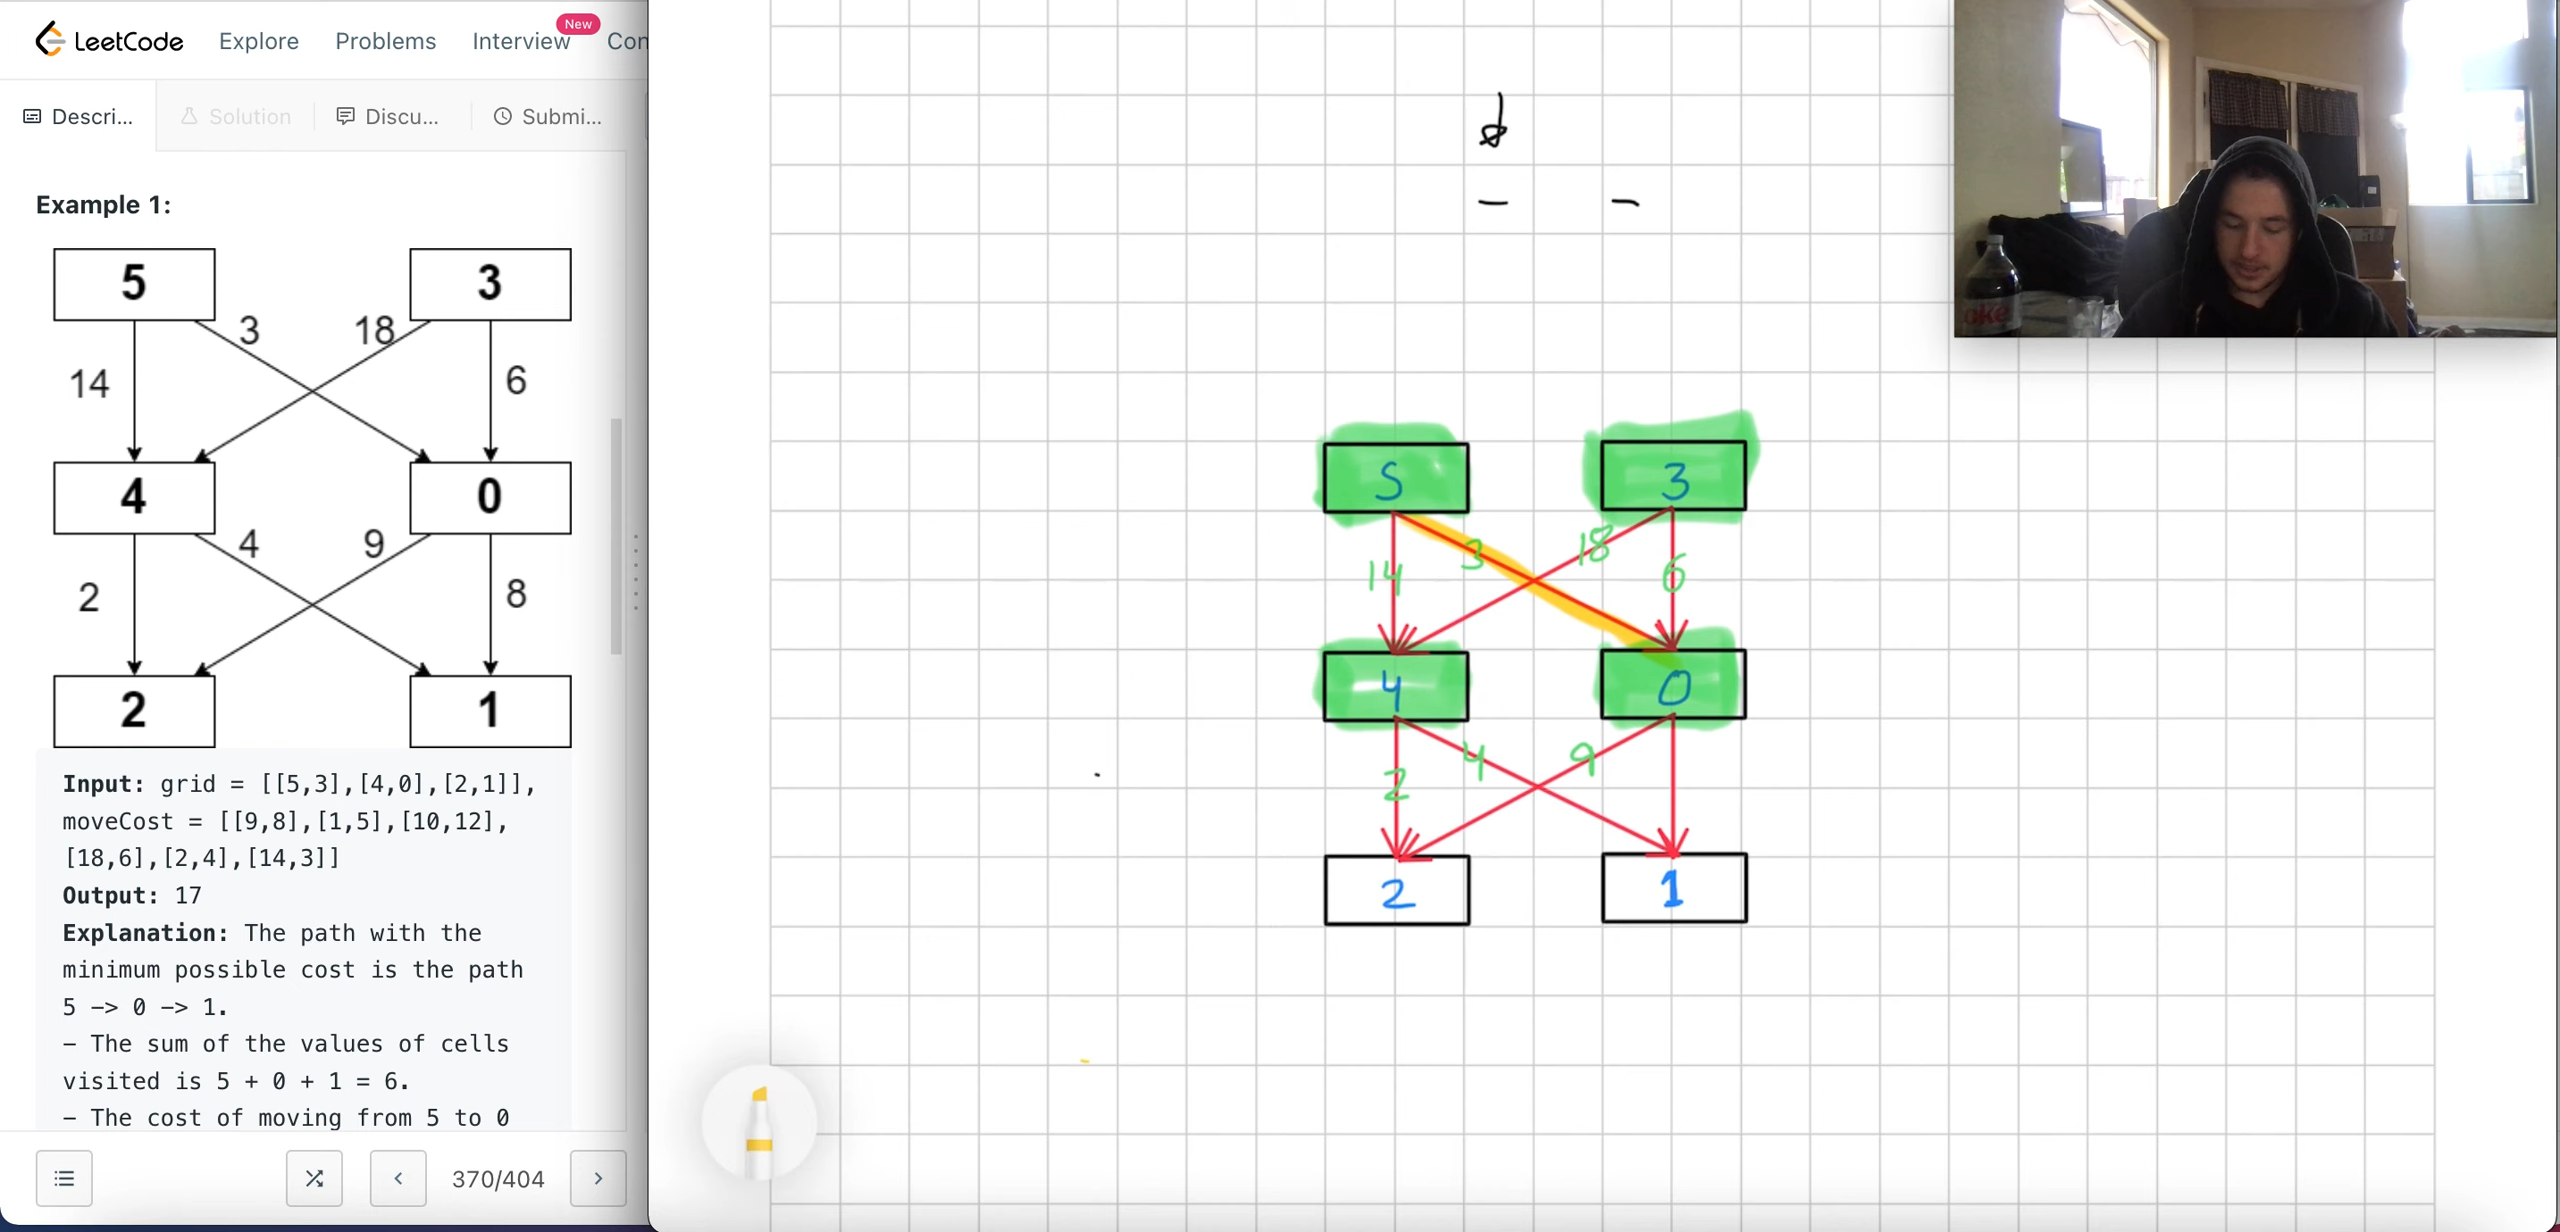 LeetCode Explore Problems Interview New Con
Descri... Solution Discu... Submi...
Example 1:
5 3
3 18
14 6
4 0
4 9
2 8
2 1
Input: grid = [[5,3],[4,0],[2,1]],
moveCost = [[9,8],[1,5],[10,12],
[18,6],[2,4],[14,3]]
Output: 17
Explanation: The path with the
minimum possible cost is the path
5 -> 0 -> 1.
- The sum of the values of cells
visited is 5 + 0 + 1 = 6.
- The cost of moving from 5 to 0
370/404
5 3
3 18
14 6
4 0
4 9
2
2 1
oke